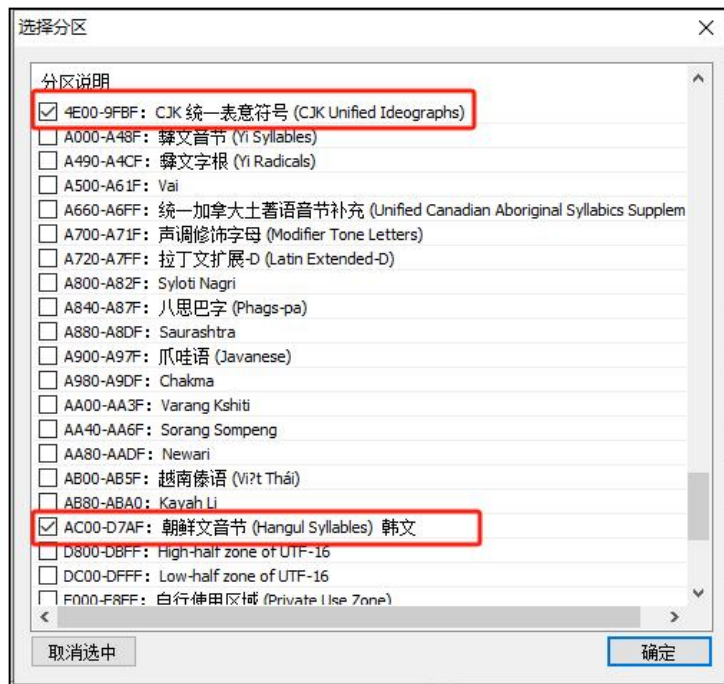 选择分区
分区说明
4E00-9FBF：CJK 统一表意符号 (CJK Unified Ideographs)
A000-A48F：彝文音节 (Yi Syllables)
A490-A4CF：彝文字根 (Yi Radicals)
A500-A61F：Vai
A660-A6FF：统一加拿大土著语音节补充 (Unified Canadian Aboriginal Syllabics Supplem
A700-A71F：声调修饰字母 (Modifier Tone Letters)
A720-A7FF：拉丁文扩展-D (Latin Extended-D)
A800-A82F：Syloti Nagri
A840-A87F：八思巴字 (Phags-pa)
A880-A8DF：Saurashtra
A900-A97F：爪哇语 (Javanese)
A980-A9DF：Chakma
AA00-AA3F：Varang Kshiti
AA40-AA6F：Sorang Sompeng
AA80-AADF：Newari
AB00-AB5F：越南傣语 (Vi?t Thái)
AB80-ABA0：Kayah Li
AC00-D7AF：朝鲜文音节 (Hangul Syllables) 韩文
D800-DBFF：High-half zone of UTF-16
DC00-DFFF：Low-half zone of UTF-16
E000-F8FF：自行使用区域 (Private Use Zone)
取消选中
确定